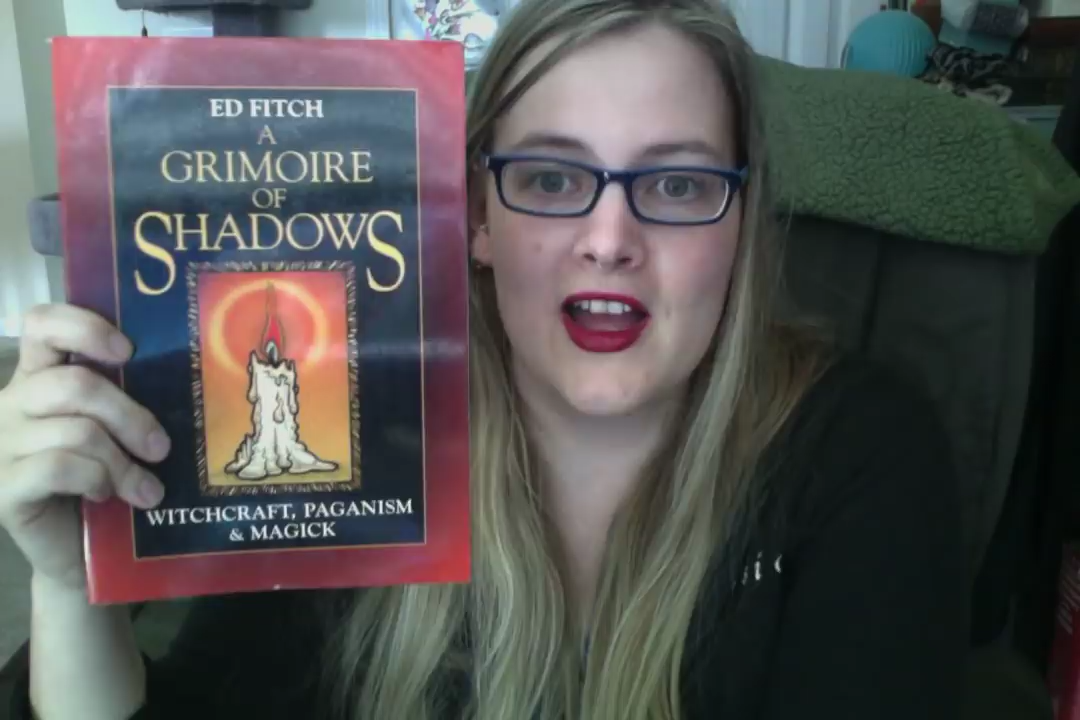 ED FITCH
A
GRIMOIRE
OF
SHADOWS
WITCHCRAFT, PAGANISM
& MAGICK